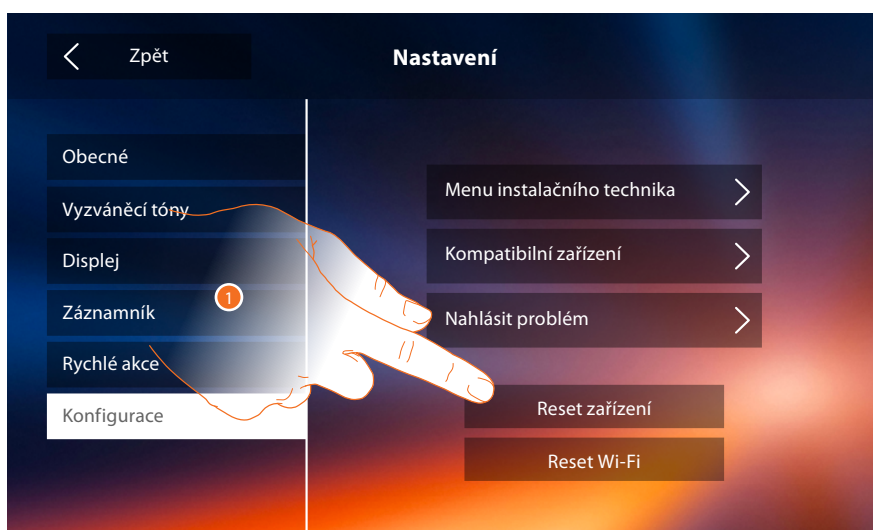 Zpět
Nastavení
Obecné
Vyzváněcí tóny
Displej
Záznamník
Rychlé akce
Konfigurace
1
Menu instalačního technika
Kompatibilní zařízení
Nahlásit problém
Reset zařízení
Reset Wi-Fi